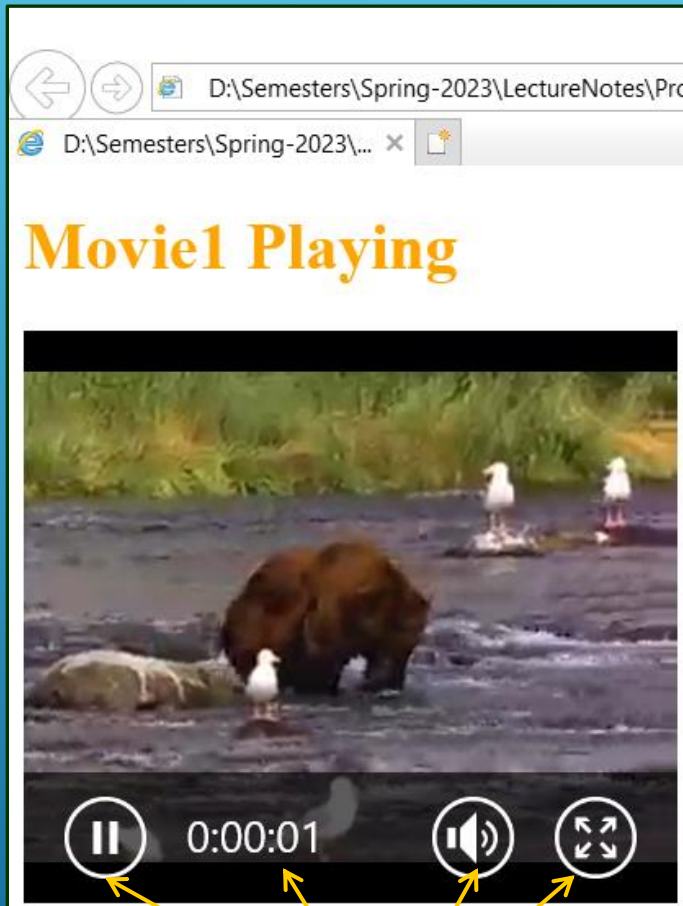 D:\Semesters\Spring-2023\LectureNotes\Pro
D:\Semesters\Spring-2023\...
Movie1 Playing
0:00:01